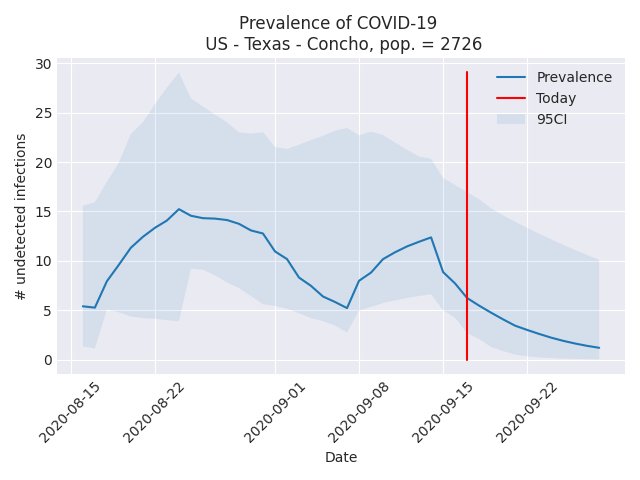 Prevalence of COVID-19
US - Texas - Concho, pop. = 2726
30
25
20
15
10
5
0
# undetected infections
Prevalence
Today
95CI
2020-08-15
2020-08-22
2020-09-01
2020-09-08
2020-09-15
2020-09-22
Date